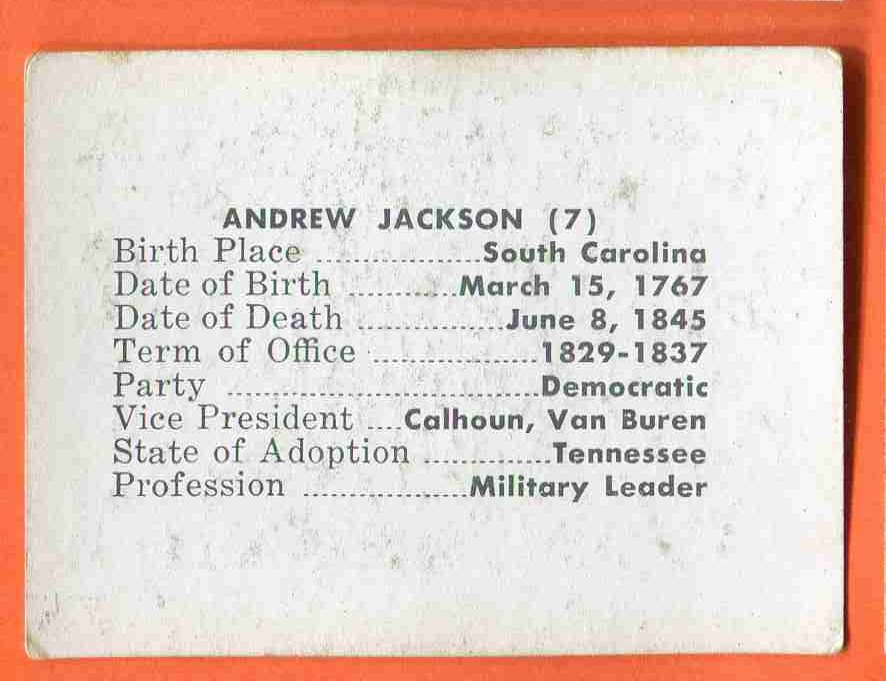 ANDREW JACKSON (7)
Birth Place ..................South Carolina
Date of Birth ............March 15, 1767
Date of Death ................June 8, 1845
Term of Office ..................1829-1837
Party ..................................Democratic
Vice President ....Calhoun, Van Buren
State of Adoption ..............Tennessee
Profession ..................Military Leader